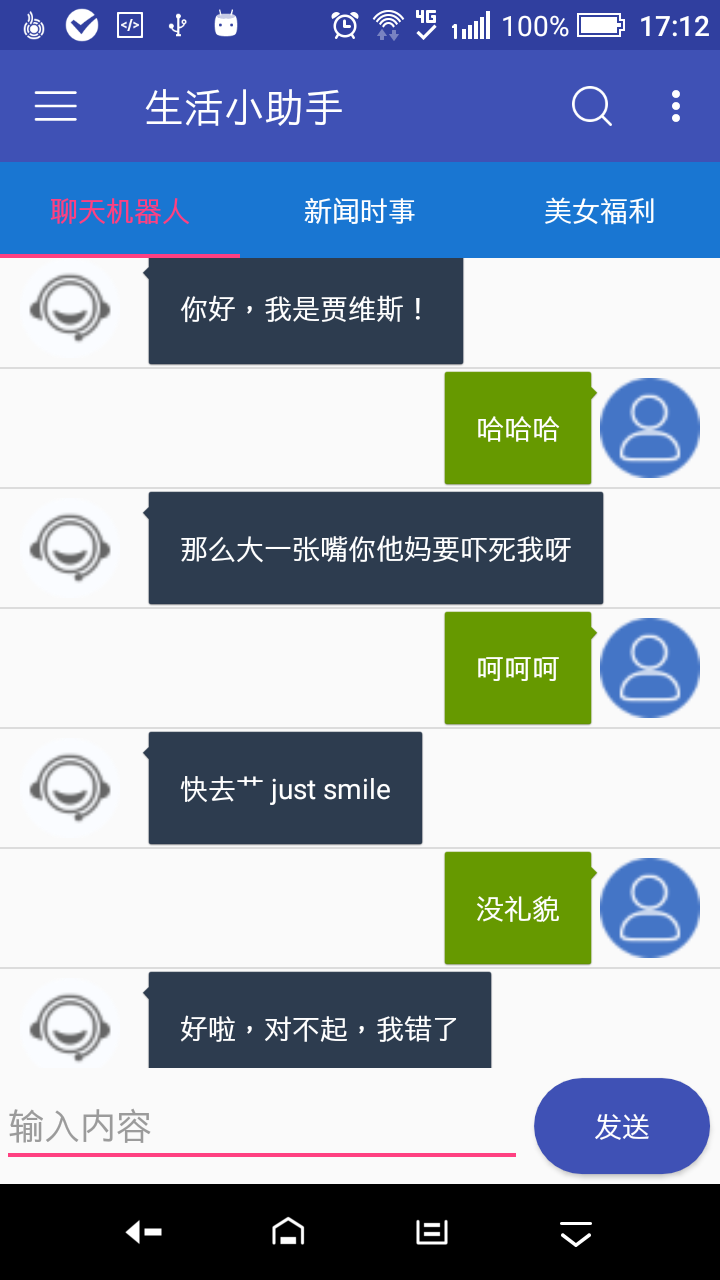 4G 100% 17:12
生活小助手
聊天机器人 新闻时事 美女福利
你好，我是贾维斯！
哈哈哈
那么大一张嘴你他妈要吓死我呀
呵呵呵
快去艹 just smile
没礼貌
好啦，对不起，我错了
输入内容 发送